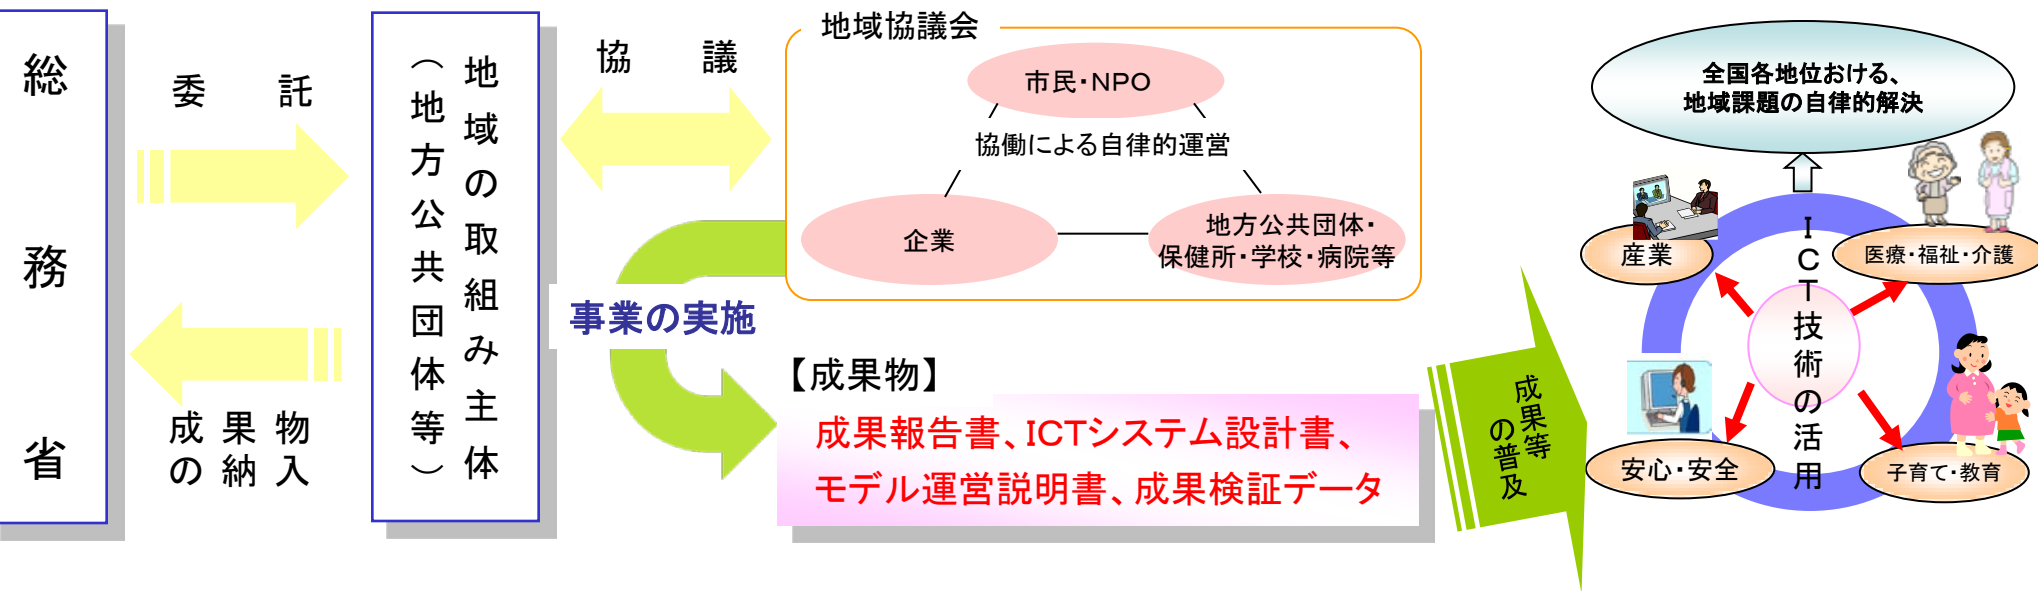 総務省
委託
成果物
の納入
地域の取組み主体
（地方公共団体等）
協議
地域協議会
市民・NPO
協働による自律的運営
企業
地方公共団体・
保健所・学校・病院等
事業の実施
【成果物】
成果報告書、ICTシステム設計書、
モデル運営説明書、成果検証データ
成果等
の普及
全国各地位おける、
地域課題の自律的解決
産業
医療・福祉・介護
ICT技術の活用
安心・安全
子育て・教育